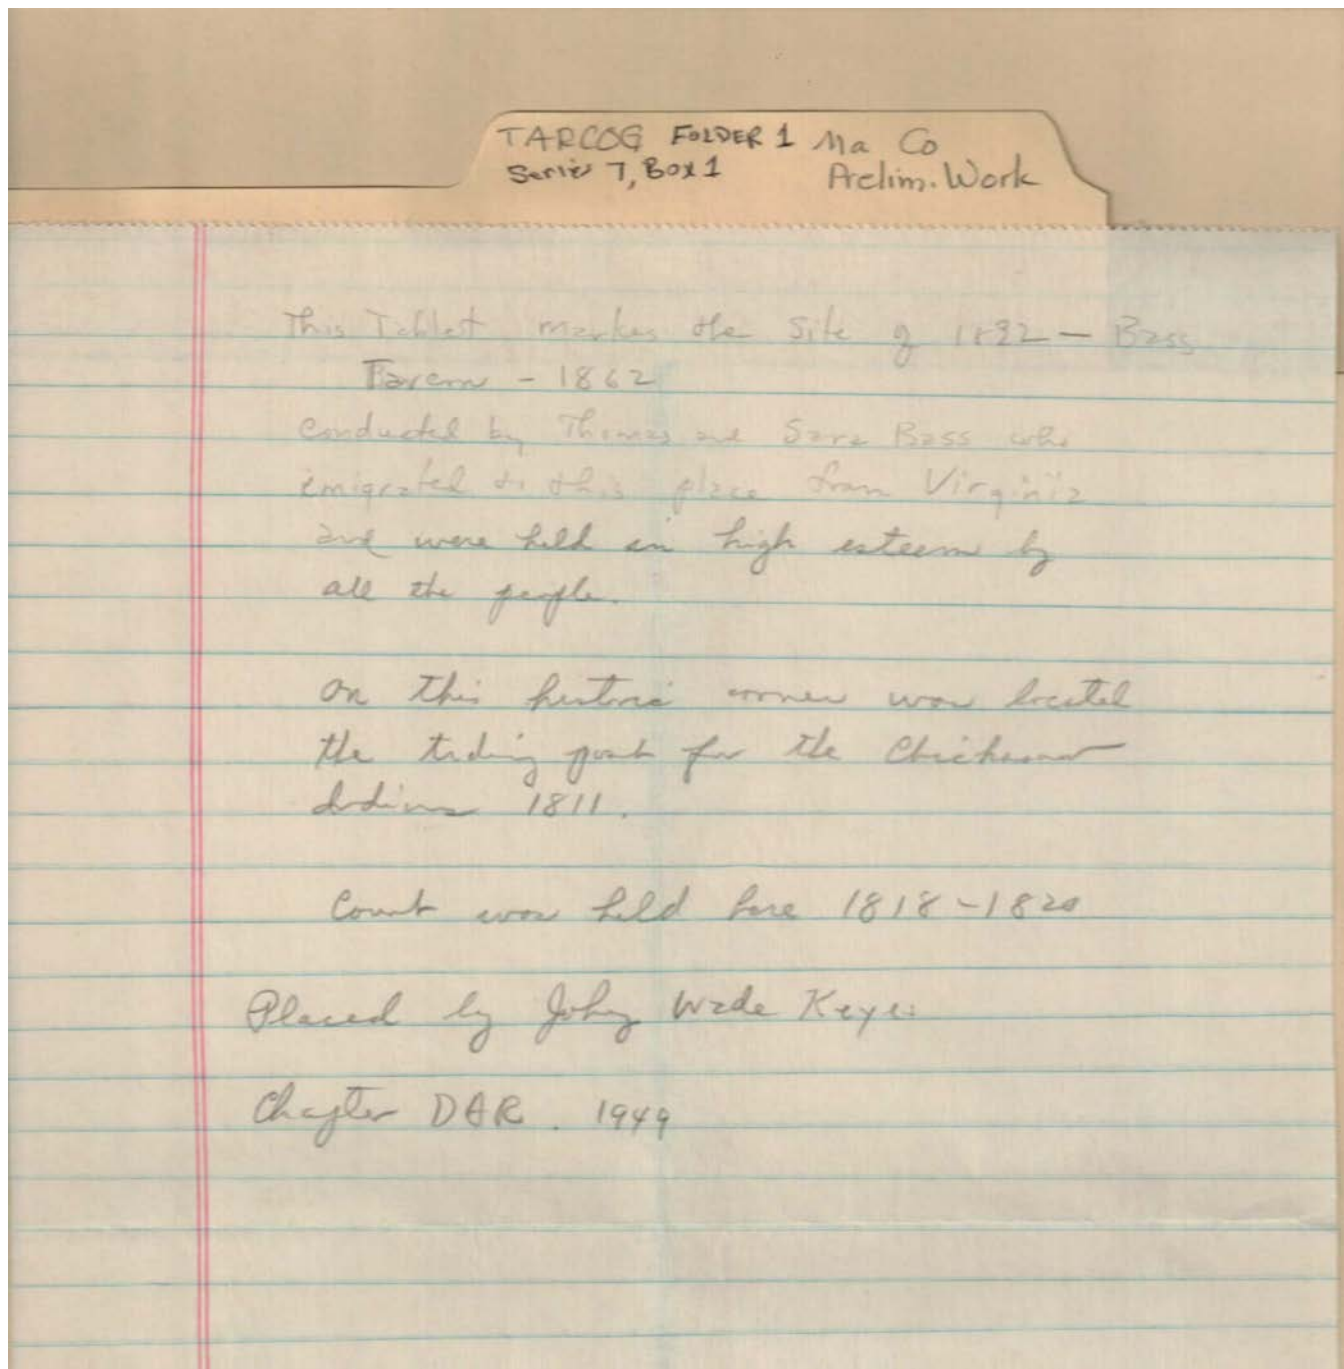 TARCOG FOLDER 1 Ma Co
Series 7, Box 1 Prelim. Work
This Tablet marks the Site of 1832 — Bass
Tavern - 1862
Conducted by Thomas and Sara Bass who
emigrated to this place from Virginia
and were held in high esteem by
all the people.
On this historic corner was located
the trading post for the Chickasaw
Indians 1811.
Court was held here 1818-1820
Placed by John Wade Keyes
Chapter DAR. 1949